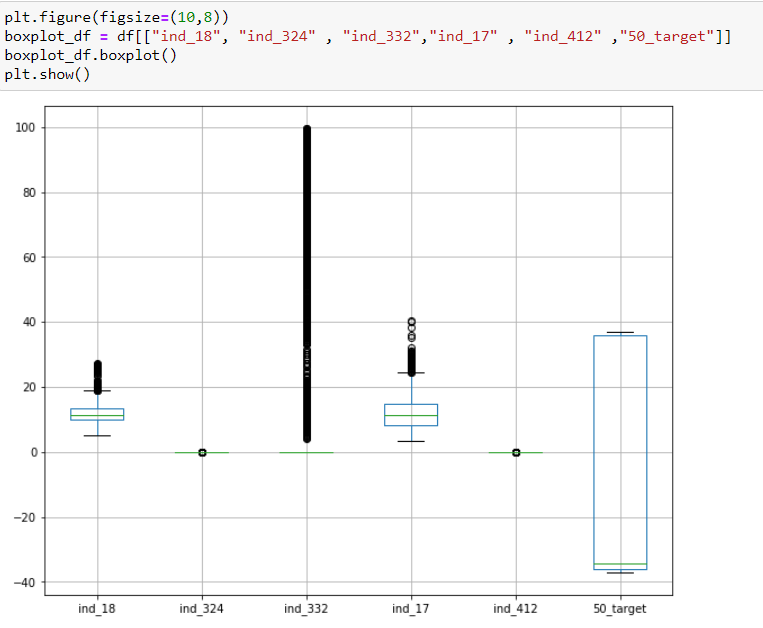 plt.figure(figsize=(10,8))
boxplot_df = df[["ind_18", "ind_324" , "ind_332","ind_17" , "ind_412" ,"50_target"]]
boxplot_df.boxplot()
plt.show()
100
80
60
40
20
0
−20
−40
ind_18 ind_324 ind_332 ind_17 ind_412 50_target